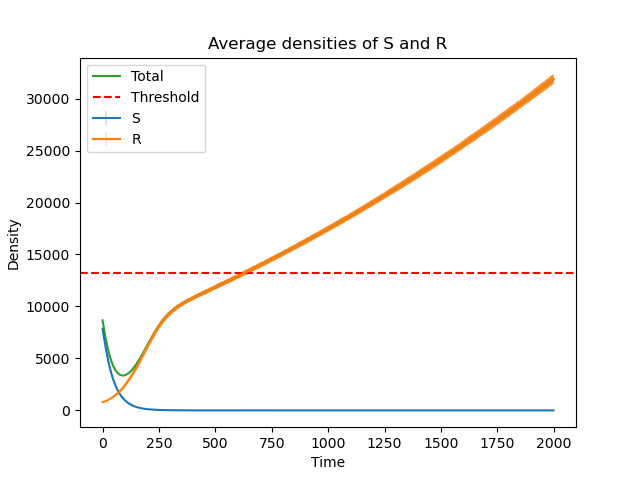 Average densities of S and R
Total
Threshold
S
R
Density
30000
25000
20000
15000
10000
5000
0
0 250 500 750 1000 1250 1500 1750 2000
Time